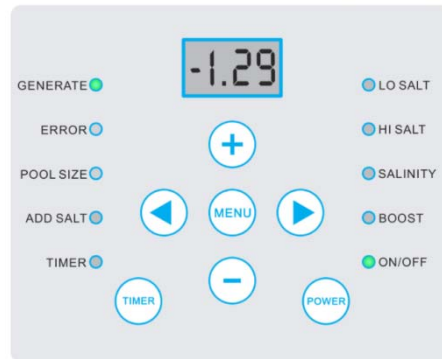 -1.29
GENERATE
LO SALT
ERROR
HI SALT
+
POOL SIZE
SALINITY
ADD SALT
MENU
BOOST
TIMER
ON/OFF
−
TIMER
POWER